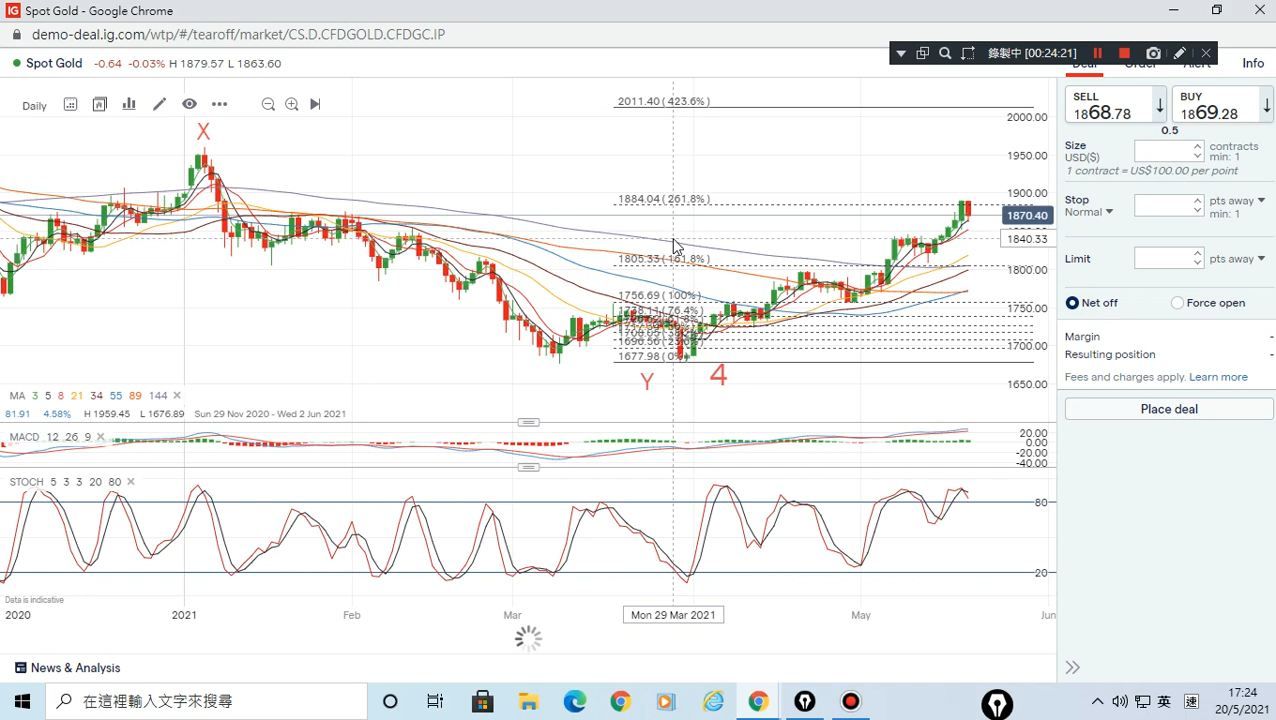 IG Spot Gold - Google Chrome
demo-deal.ig.com/wtp/#/tearoff/market/CS.D.CFDGOLD.CFDGC.IP
錄製中 [00:24:21]
Spot Gold -0.64 -0.03% H 1879.57 L 1863.60
Deal Order Alert Info
Daily
X
2011.40 ( 423.6% )
1884.04 (261.8% )
1805.33 (161.8% )
1756.69 ( 100% )
1696.56 ( 23.6% )
1677.98 ( 0% )
Y 4
2000.00
1950.00
1900.00
1870.40
1840.33
1800.00
1750.00
1700.00
1650.00
SELL
1868.78
BUY
1869.28
0.5
Size
USD($)
contracts
min: 1
1 contract = US$100.00 per point
Stop
Normal
pts away
min: 1
Limit
pts away
Net off Force open
Margin -
Resulting position -
Fees and charges apply. Learn more
Place deal
MA 3 5 8 21 34 55 89 144
81.91 4.58% H 1959.45 L 1676.89 Sun 29 Nov 2020 - Wed 2 Jun 2021
MACD 12 26 9
20.00
0.00
-20.00
-40.00
STOCH 5 3 3 20 80
80
20
Data is indicative
2020 2021 Feb Mar Mon 29 Mar 2021 May Jun
News & Analysis
在這裡輸入文字來搜尋
英
17:24
20/5/2021